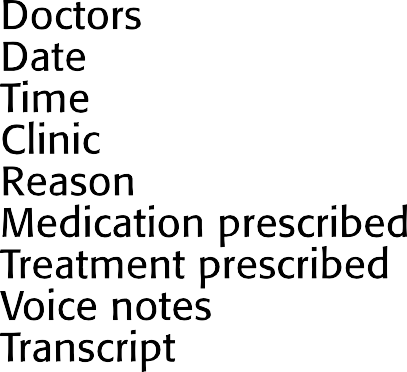 Doctors
Date
Time
Clinic
Reason
Medication prescribed
Treatment prescribed
Voice notes
Transcript